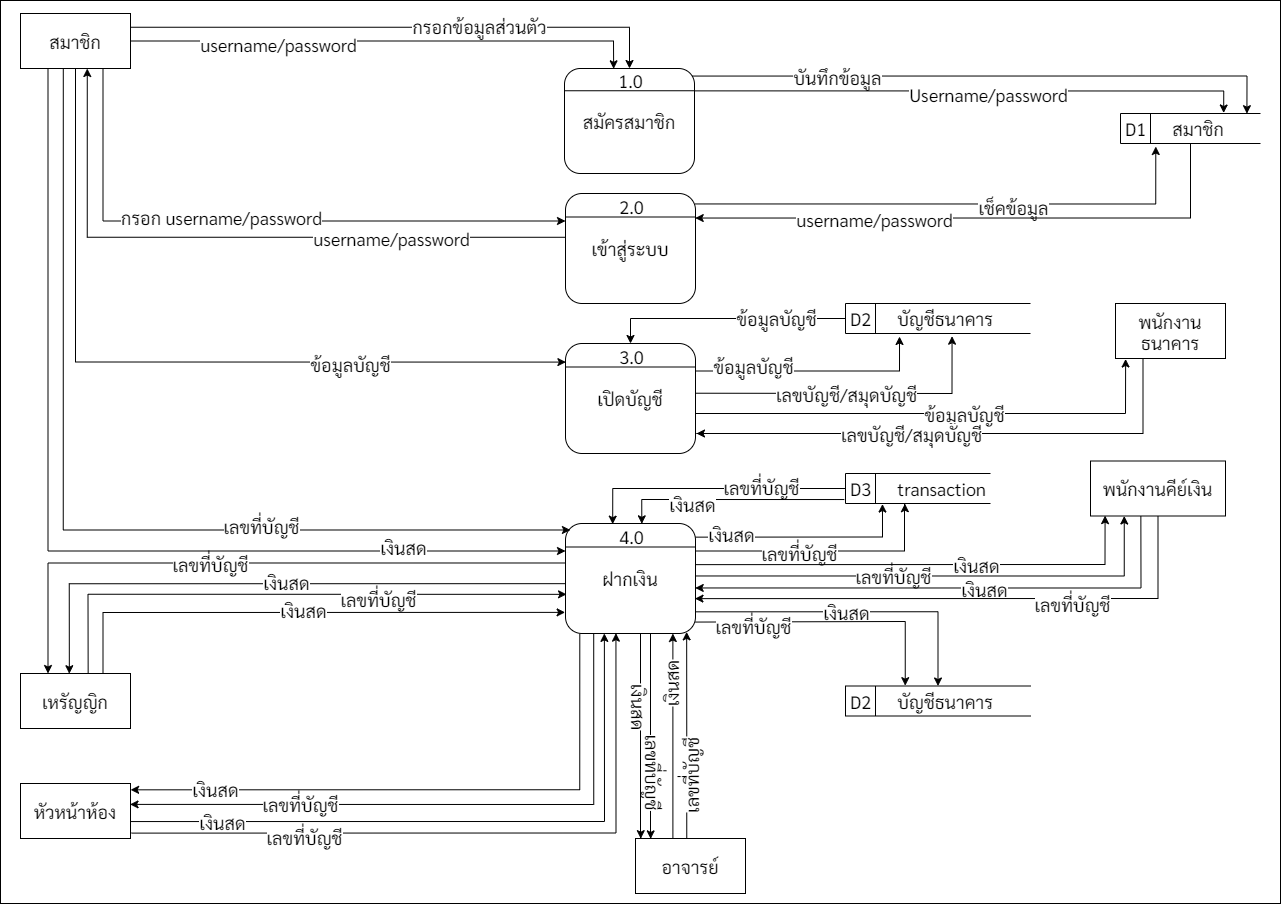 สมาชิก
กรอกข้อมูลส่วนตัว
username/password
1.0
สมัครสมาชิก
บันทึกข้อมูล
Username/password
D1
สมาชิก
2.0
เข้าสู่ระบบ
กรอก username/password
username/password
เช็คข้อมูล
username/password
ข้อมูลบัญชี
D2
บัญชีธนาคาร
พนักงาน
ธนาคาร
3.0
เปิดบัญชี
ข้อมูลบัญชี
ข้อมูลบัญชี
เลขบัญชี/สมุดบัญชี
ข้อมูลบัญชี
เลขบัญชี/สมุดบัญชี
เลขที่บัญชี
เงินสด
D3
transaction
พนักงานคีย์เงิน
เลขที่บัญชี
เงินสด
4.0
ฝากเงิน
เงินสด
เลขที่บัญชี
เลขที่บัญชี
เงินสด
เลขที่บัญชี
เงินสด
เงินสด
เลขที่บัญชี
เงินสด
เลขที่บัญชี
เงินสด
เลขที่บัญชี
D2
บัญชีธนาคาร
เหรัญญิก
เงินสด
เลขที่บัญชี
เงินสด
เลขที่บัญชี
หัวหน้าห้อง
เงินสด
เลขที่บัญชี
เงินสด
เลขที่บัญชี
อาจารย์